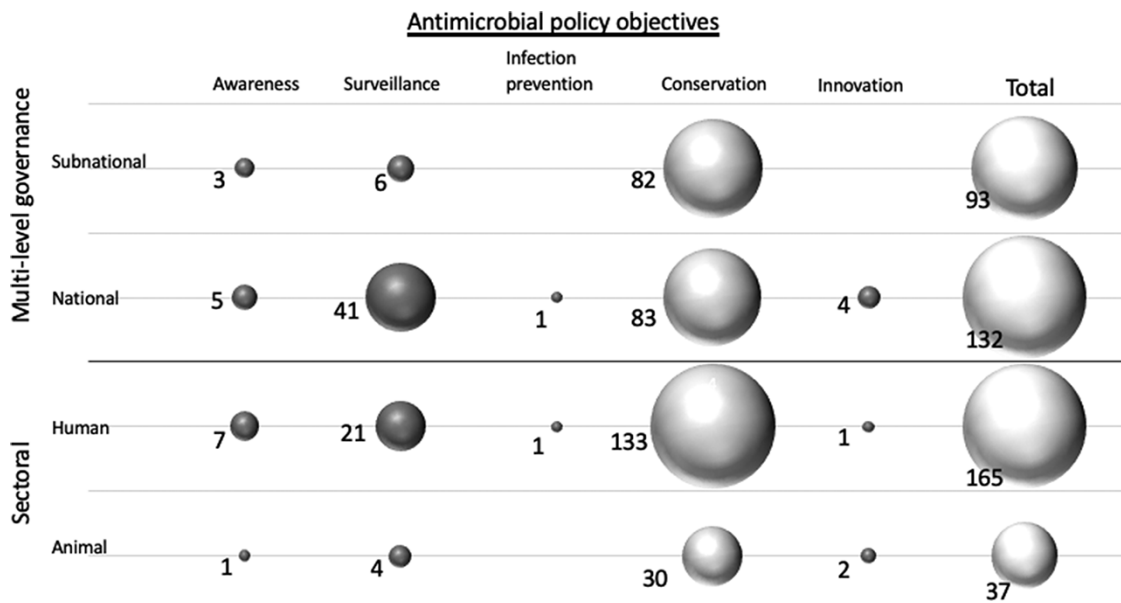 Antimicrobial policy objectives
Awareness
Surveillance
Infection
prevention
Conservation
Innovation
Total
Multi-level governance
Subnational
3
6
82
93
National
5
41
1
83
4
132
Sectoral
Human
7
21
1
133
1
165
Animal
1
4
30
2
37